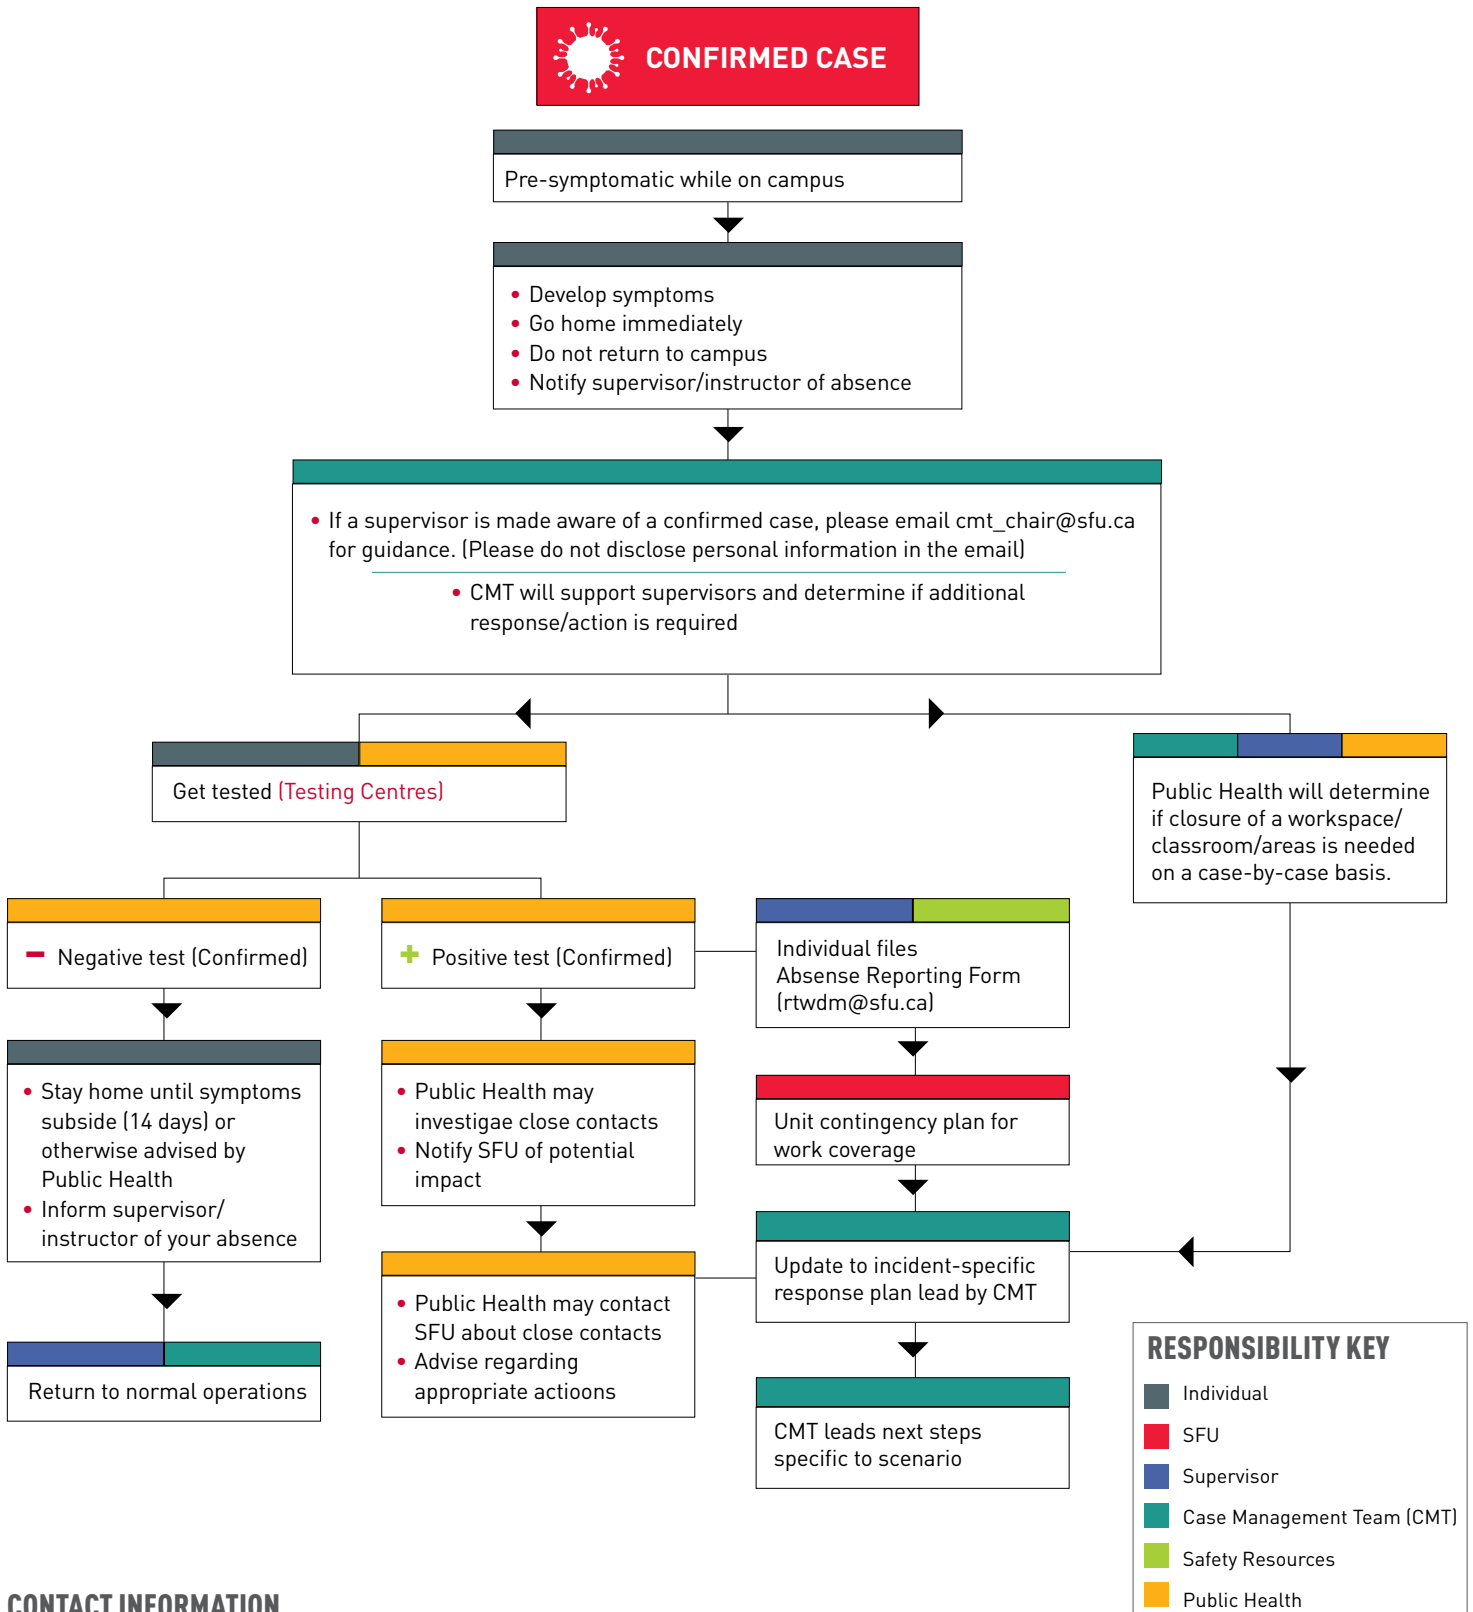 CONFIRMED CASE
Pre-symptomatic while on campus
• Develop symptoms
• Go home immediately
• Do not return to campus
• Notify supervisor/instructor of absence
• If a supervisor is made aware of a confirmed case, please email cmt_chair@sfu.ca
for guidance. (Please do not disclose personal information in the email)
• CMT will support supervisors and determine if additional
response/action is required
Get tested (Testing Centres)
Public Health will determine
if closure of a workspace/
classroom/areas is needed
on a case-by-case basis.
− Negative test (Confirmed)
+ Positive test (Confirmed)
Individual files
Absense Reporting Form
(rtwdm@sfu.ca)
• Stay home until symptoms
subside (14 days) or
otherwise advised by
Public Health
• Inform supervisor/
instructor of your absence
• Public Health may
investigae close contacts
• Notify SFU of potential
impact
Unit contingency plan for
work coverage
Update to incident-specific
response plan lead by CMT
• Public Health may contact
SFU about close contacts
• Advise regarding
appropriate actioons
Return to normal operations
CMT leads next steps
specific to scenario
RESPONSIBILITY KEY
Individual
SFU
Supervisor
Case Management Team (CMT)
Safety Resources
Public Health
CONTACT INFORMATION